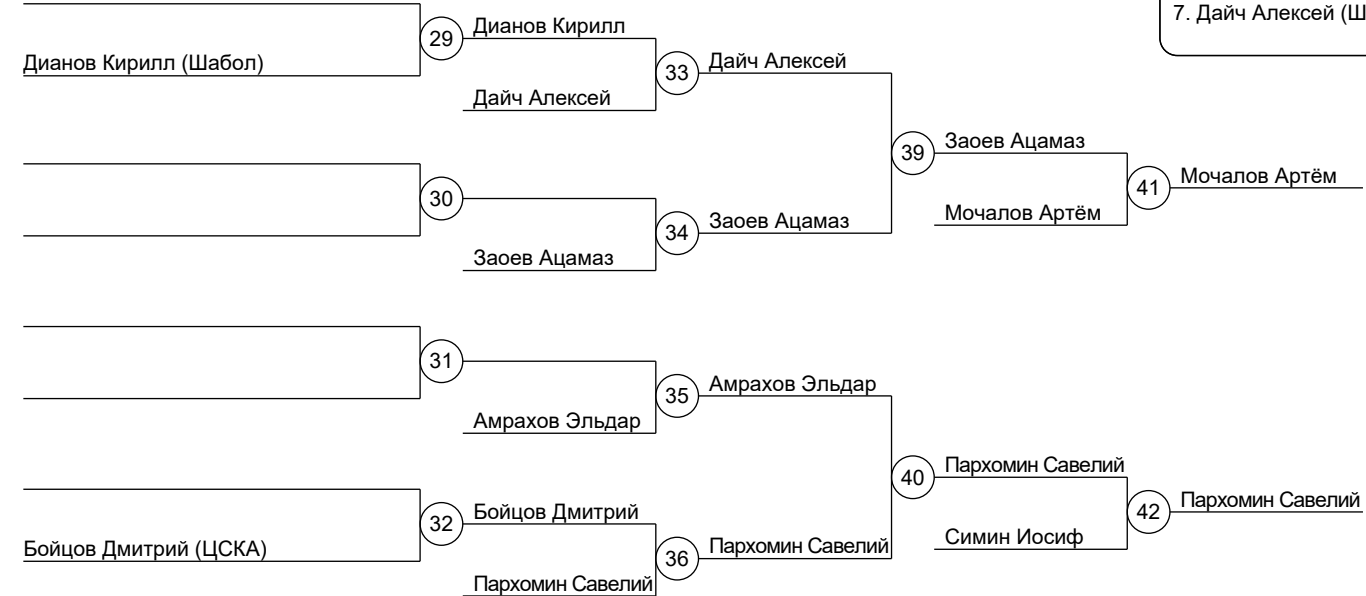 7. Дайч Алексей (Ш
Дианов Кирилл (Шабол)
29
Дианов Кирилл
Дайч Алексей
33
Дайч Алексей
30
Заоев Ацамаз
34
Заоев Ацамаз
39
Заоев Ацамаз
Мочалов Артём
41
Мочалов Артём
31
Амрахов Эльдар
35
Амрахов Эльдар
Бойцов Дмитрий (ЦСКА)
32
Бойцов Дмитрий
Пархомин Савелий
36
Пархомин Савелий
40
Пархомин Савелий
Симин Иосиф
42
Пархомин Савелий